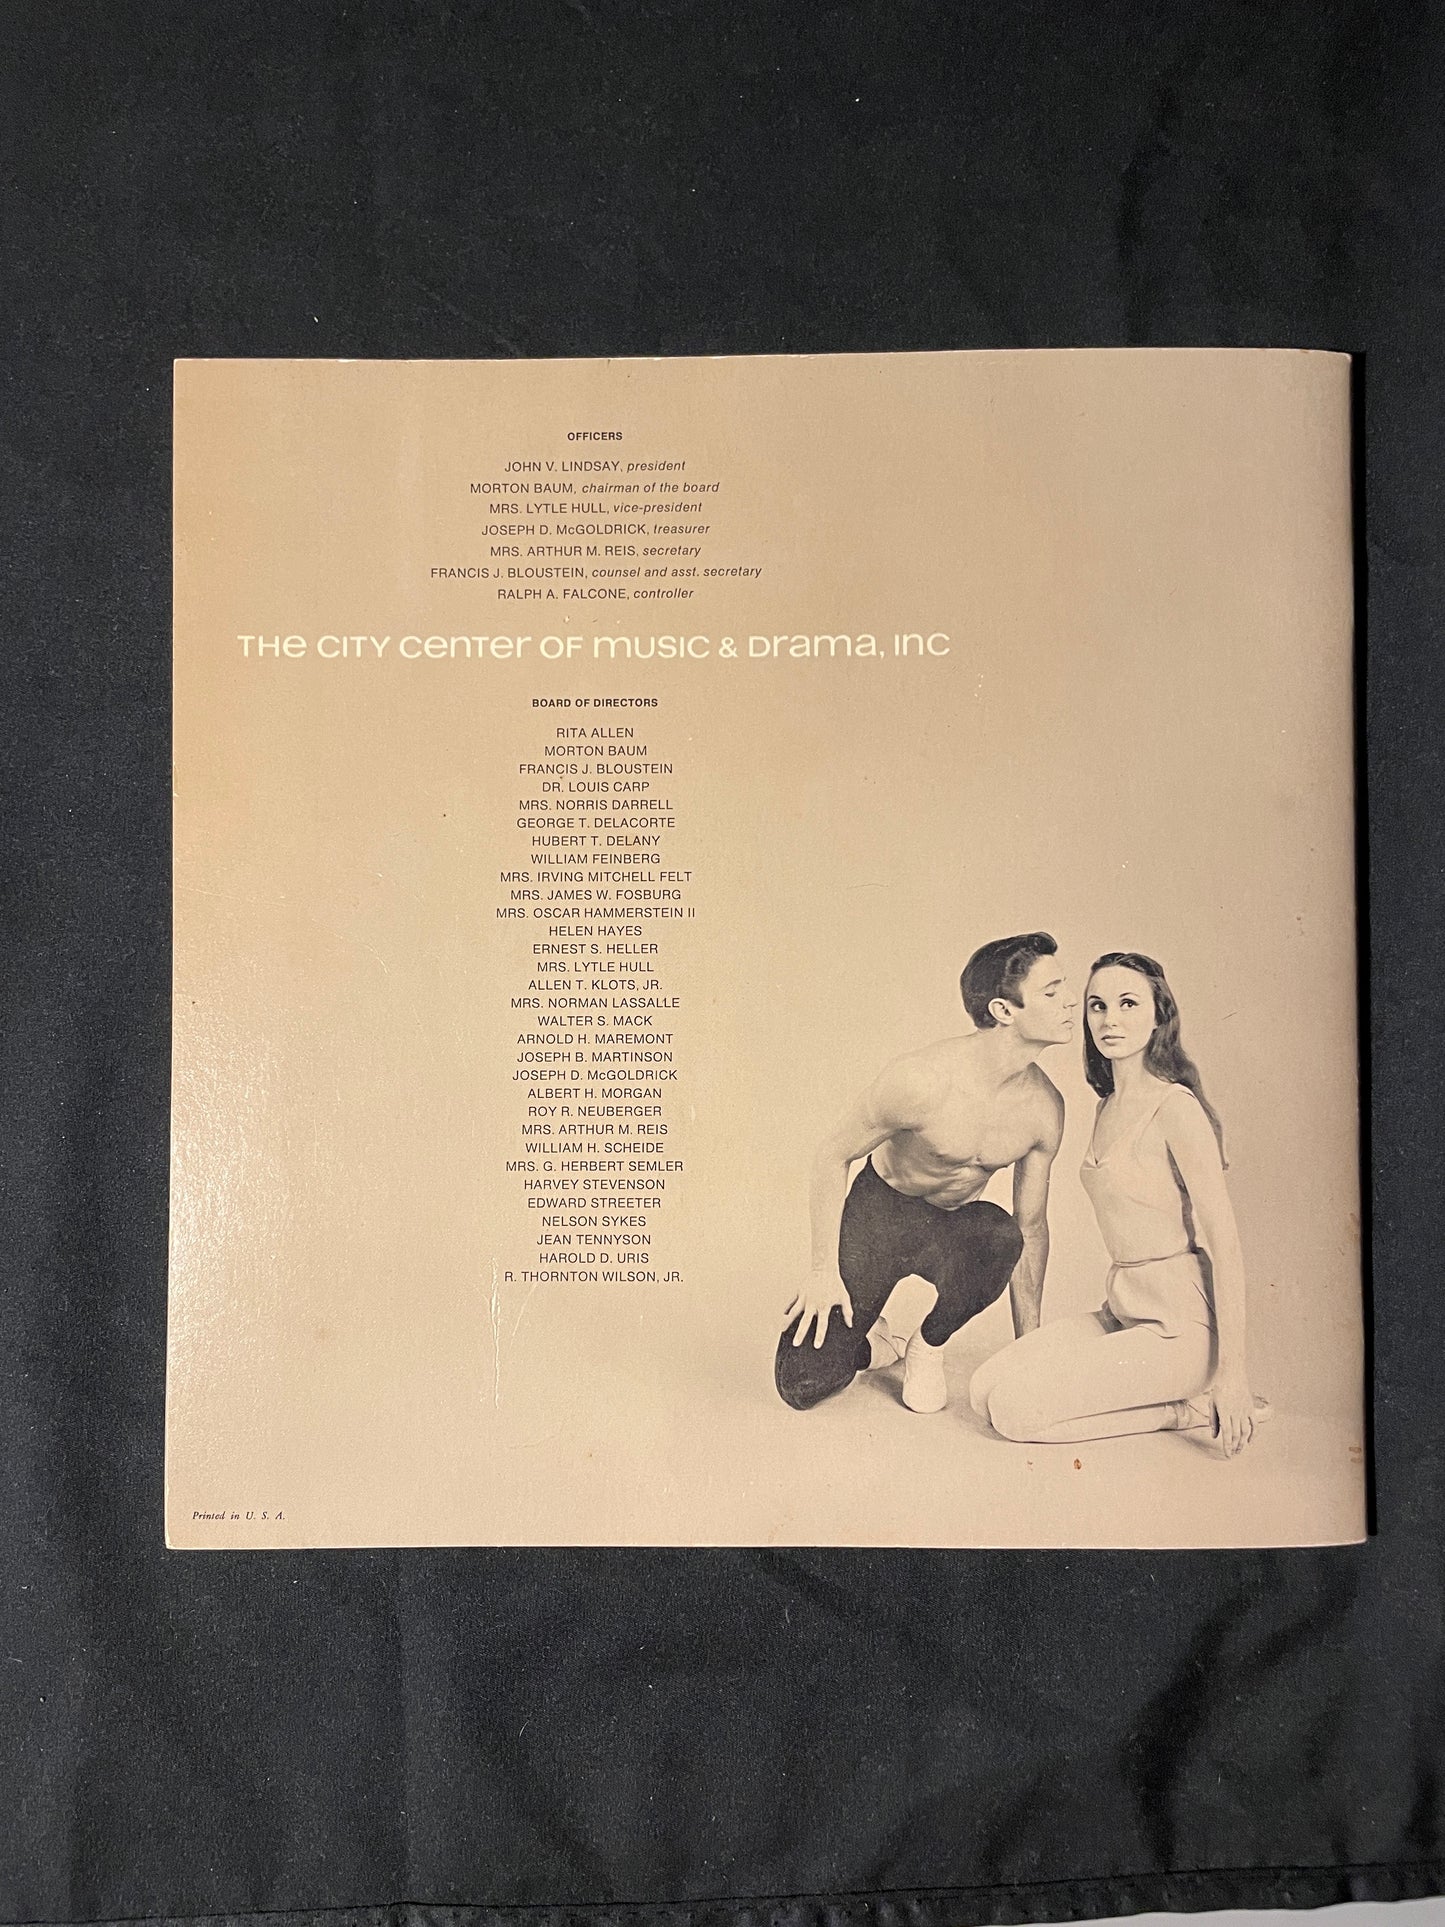 OFFICERS
JOHN V. LINDSAY, president
MORTON BAUM, chairman of the board
MRS. LYTLE HULL, vice-president
JOSEPH D. McGOLDRICK, treasurer
MRS. ARTHUR M. REIS, secretary
FRANCIS J. BLOUSTEIN, counsel and asst. secretary
RALPH A. FALCONE, controller
THE CITY CENTER OF MUSIC & DRAMA, INC
BOARD OF DIRECTORS
RITA ALLEN
MORTON BAUM
FRANCIS J. BLOUSTEIN
DR. LOUIS CARP
MRS. NORRIS DARRELL
GEORGE T. DELACORTE
HUBERT T. DELANY
WILLIAM FEINBERG
MRS. IRVING MITCHELL FELT
MRS. JAMES W. FOSBURG
MRS. OSCAR HAMMERSTEIN II
HELEN HAYES
ERNEST S. HELLER
MRS. LYTLE HULL
ALLEN T. KLOTS, JR.
MRS. NORMAN LASSALLE
WALTER S. MACK
ARNOLD H. MAREMONT
JOSEPH B. MARTINSON
JOSEPH D. McGOLDRICK
ALBERT H. MORGAN
ROY R. NEUBERGER
MRS. ARTHUR M. REIS
WILLIAM H. SCHEIDE
MRS. G. HERBERT SEMLER
HARVEY STEVENSON
EDWARD STREETER
NELSON SYKES
JEAN TENNYSON
HAROLD D. URIS
R. THORNTON WILSON, JR.
Printed in U. S. A.